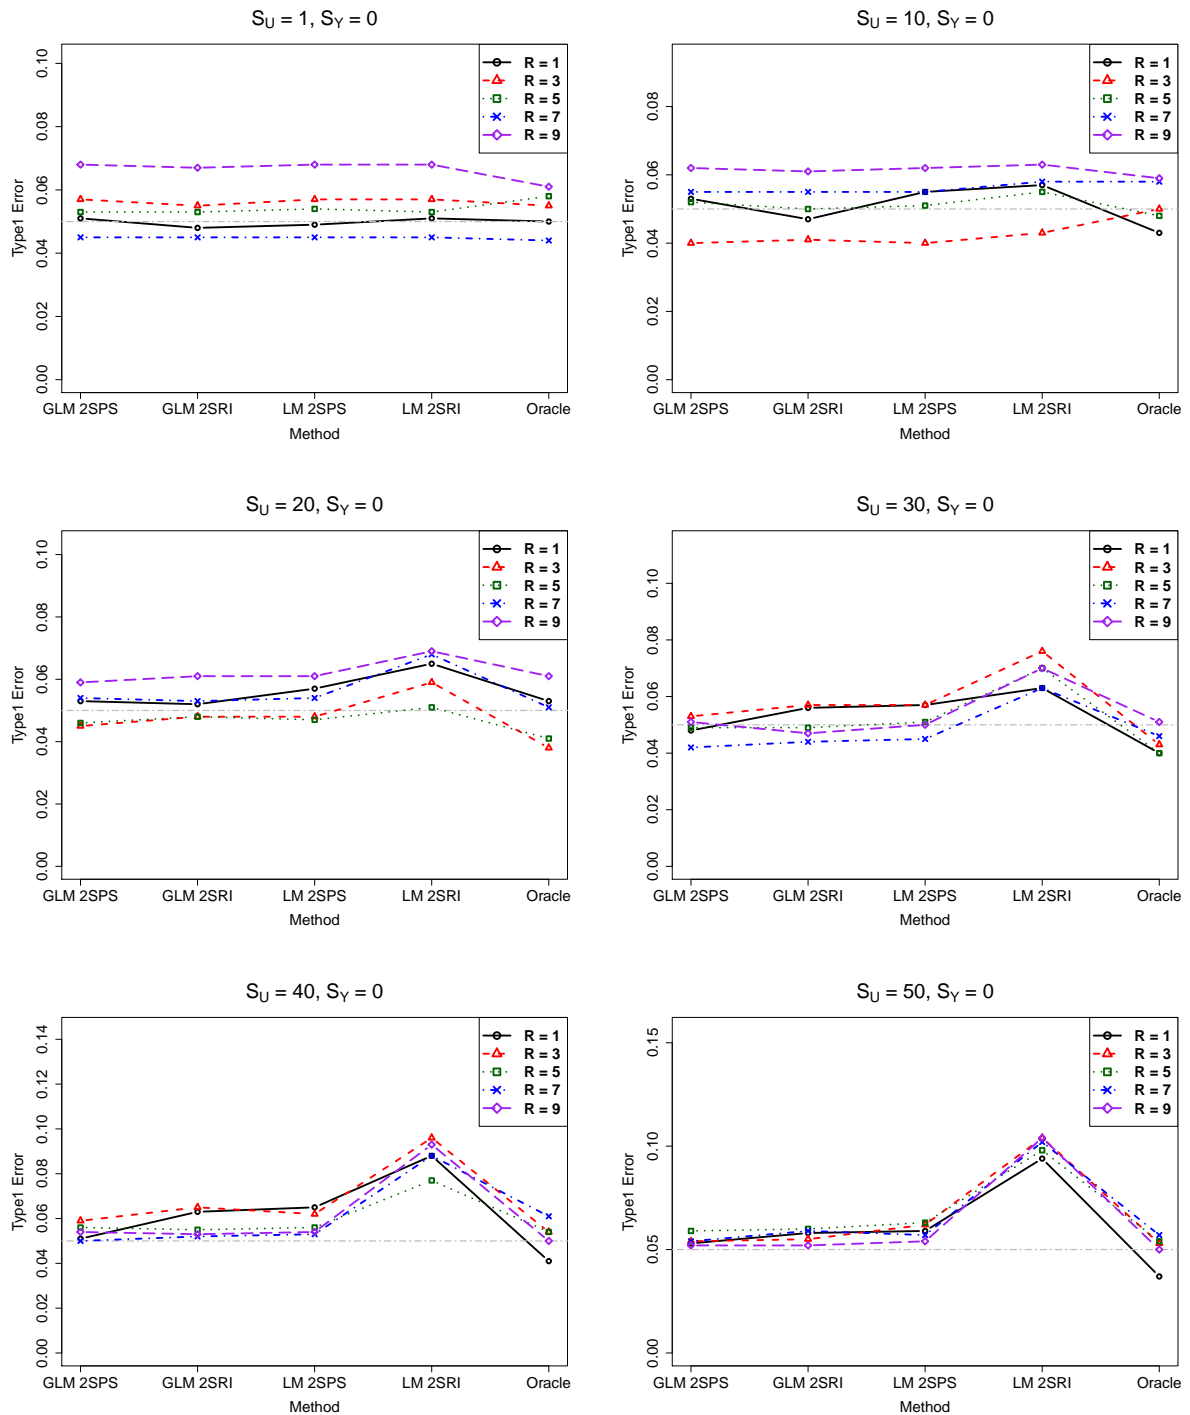 S_U = 1, S_Y = 0
Type1 Error
0.00 0.02 0.04 0.06 0.08 0.10
R = 1
R = 3
R = 5
R = 7
R = 9
GLM 2SPS GLM 2SRI LM 2SPS LM 2SRI Oracle
Method
S_U = 10, S_Y = 0
Type1 Error
0.00 0.02 0.04 0.06 0.08
R = 1
R = 3
R = 5
R = 7
R = 9
GLM 2SPS GLM 2SRI LM 2SPS LM 2SRI Oracle
Method
S_U = 20, S_Y = 0
Type1 Error
0.00 0.02 0.04 0.06 0.08 0.10
R = 1
R = 3
R = 5
R = 7
R = 9
GLM 2SPS GLM 2SRI LM 2SPS LM 2SRI Oracle
Method
S_U = 30, S_Y = 0
Type1 Error
0.00 0.02 0.04 0.06 0.08 0.10
R = 1
R = 3
R = 5
R = 7
R = 9
GLM 2SPS GLM 2SRI LM 2SPS LM 2SRI Oracle
Method
S_U = 40, S_Y = 0
Type1 Error
0.00 0.02 0.04 0.06 0.08 0.10 0.12 0.14
R = 1
R = 3
R = 5
R = 7
R = 9
GLM 2SPS GLM 2SRI LM 2SPS LM 2SRI Oracle
Method
S_U = 50, S_Y = 0
Type1 Error
0.00 0.05 0.10 0.15
R = 1
R = 3
R = 5
R = 7
R = 9
GLM 2SPS GLM 2SRI LM 2SPS LM 2SRI Oracle
Method